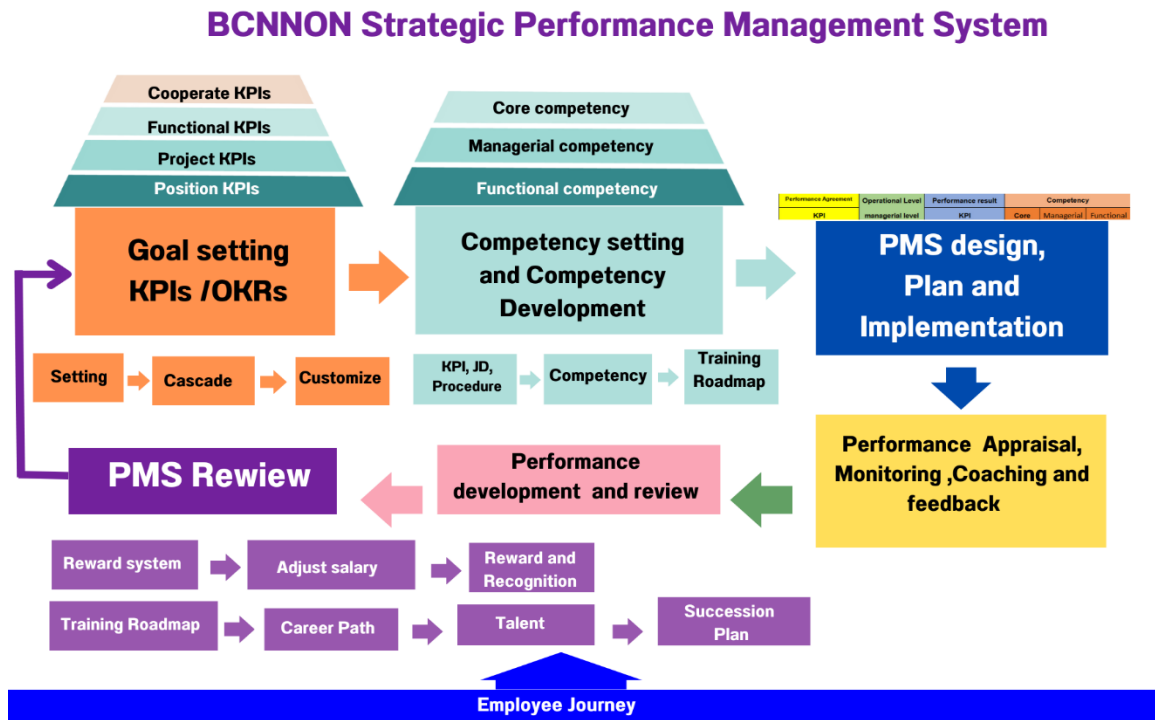 BCNNON Strategic Performance Management System
Cooperate KPIs
Functional KPIs
Project KPIs
Position KPIs
Goal setting
KPIs /OKRs
Setting
Cascade
Customize
Core competency
Managerial competency
Functional competency
Competency setting
and Competency
Development
KPI, JD,
Procedure
Competency
Training
Roadmap
Performance Agreement
Operational Level
Performance result
Competency
KPI
managerial level
KPI
Core
Managerial
Functional
PMS design,
Plan and
Implementation
Performance Appraisal,
Monitoring ,Coaching and
feedback
Performance
development and review
PMS Rewiew
Reward system
Adjust salary
Reward and
Recognition
Training Roadmap
Career Path
Talent
Succession
Plan
Employee Journey